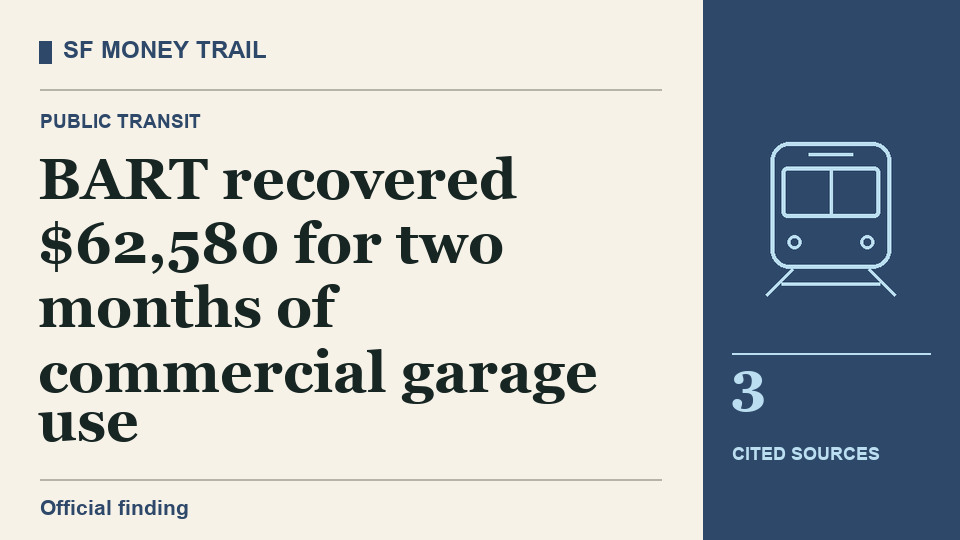 SF MONEY TRAIL
PUBLIC TRANSIT
BART recovered
$62,580 for two
months of
commercial garage
use
Official finding
3
CITED SOURCES